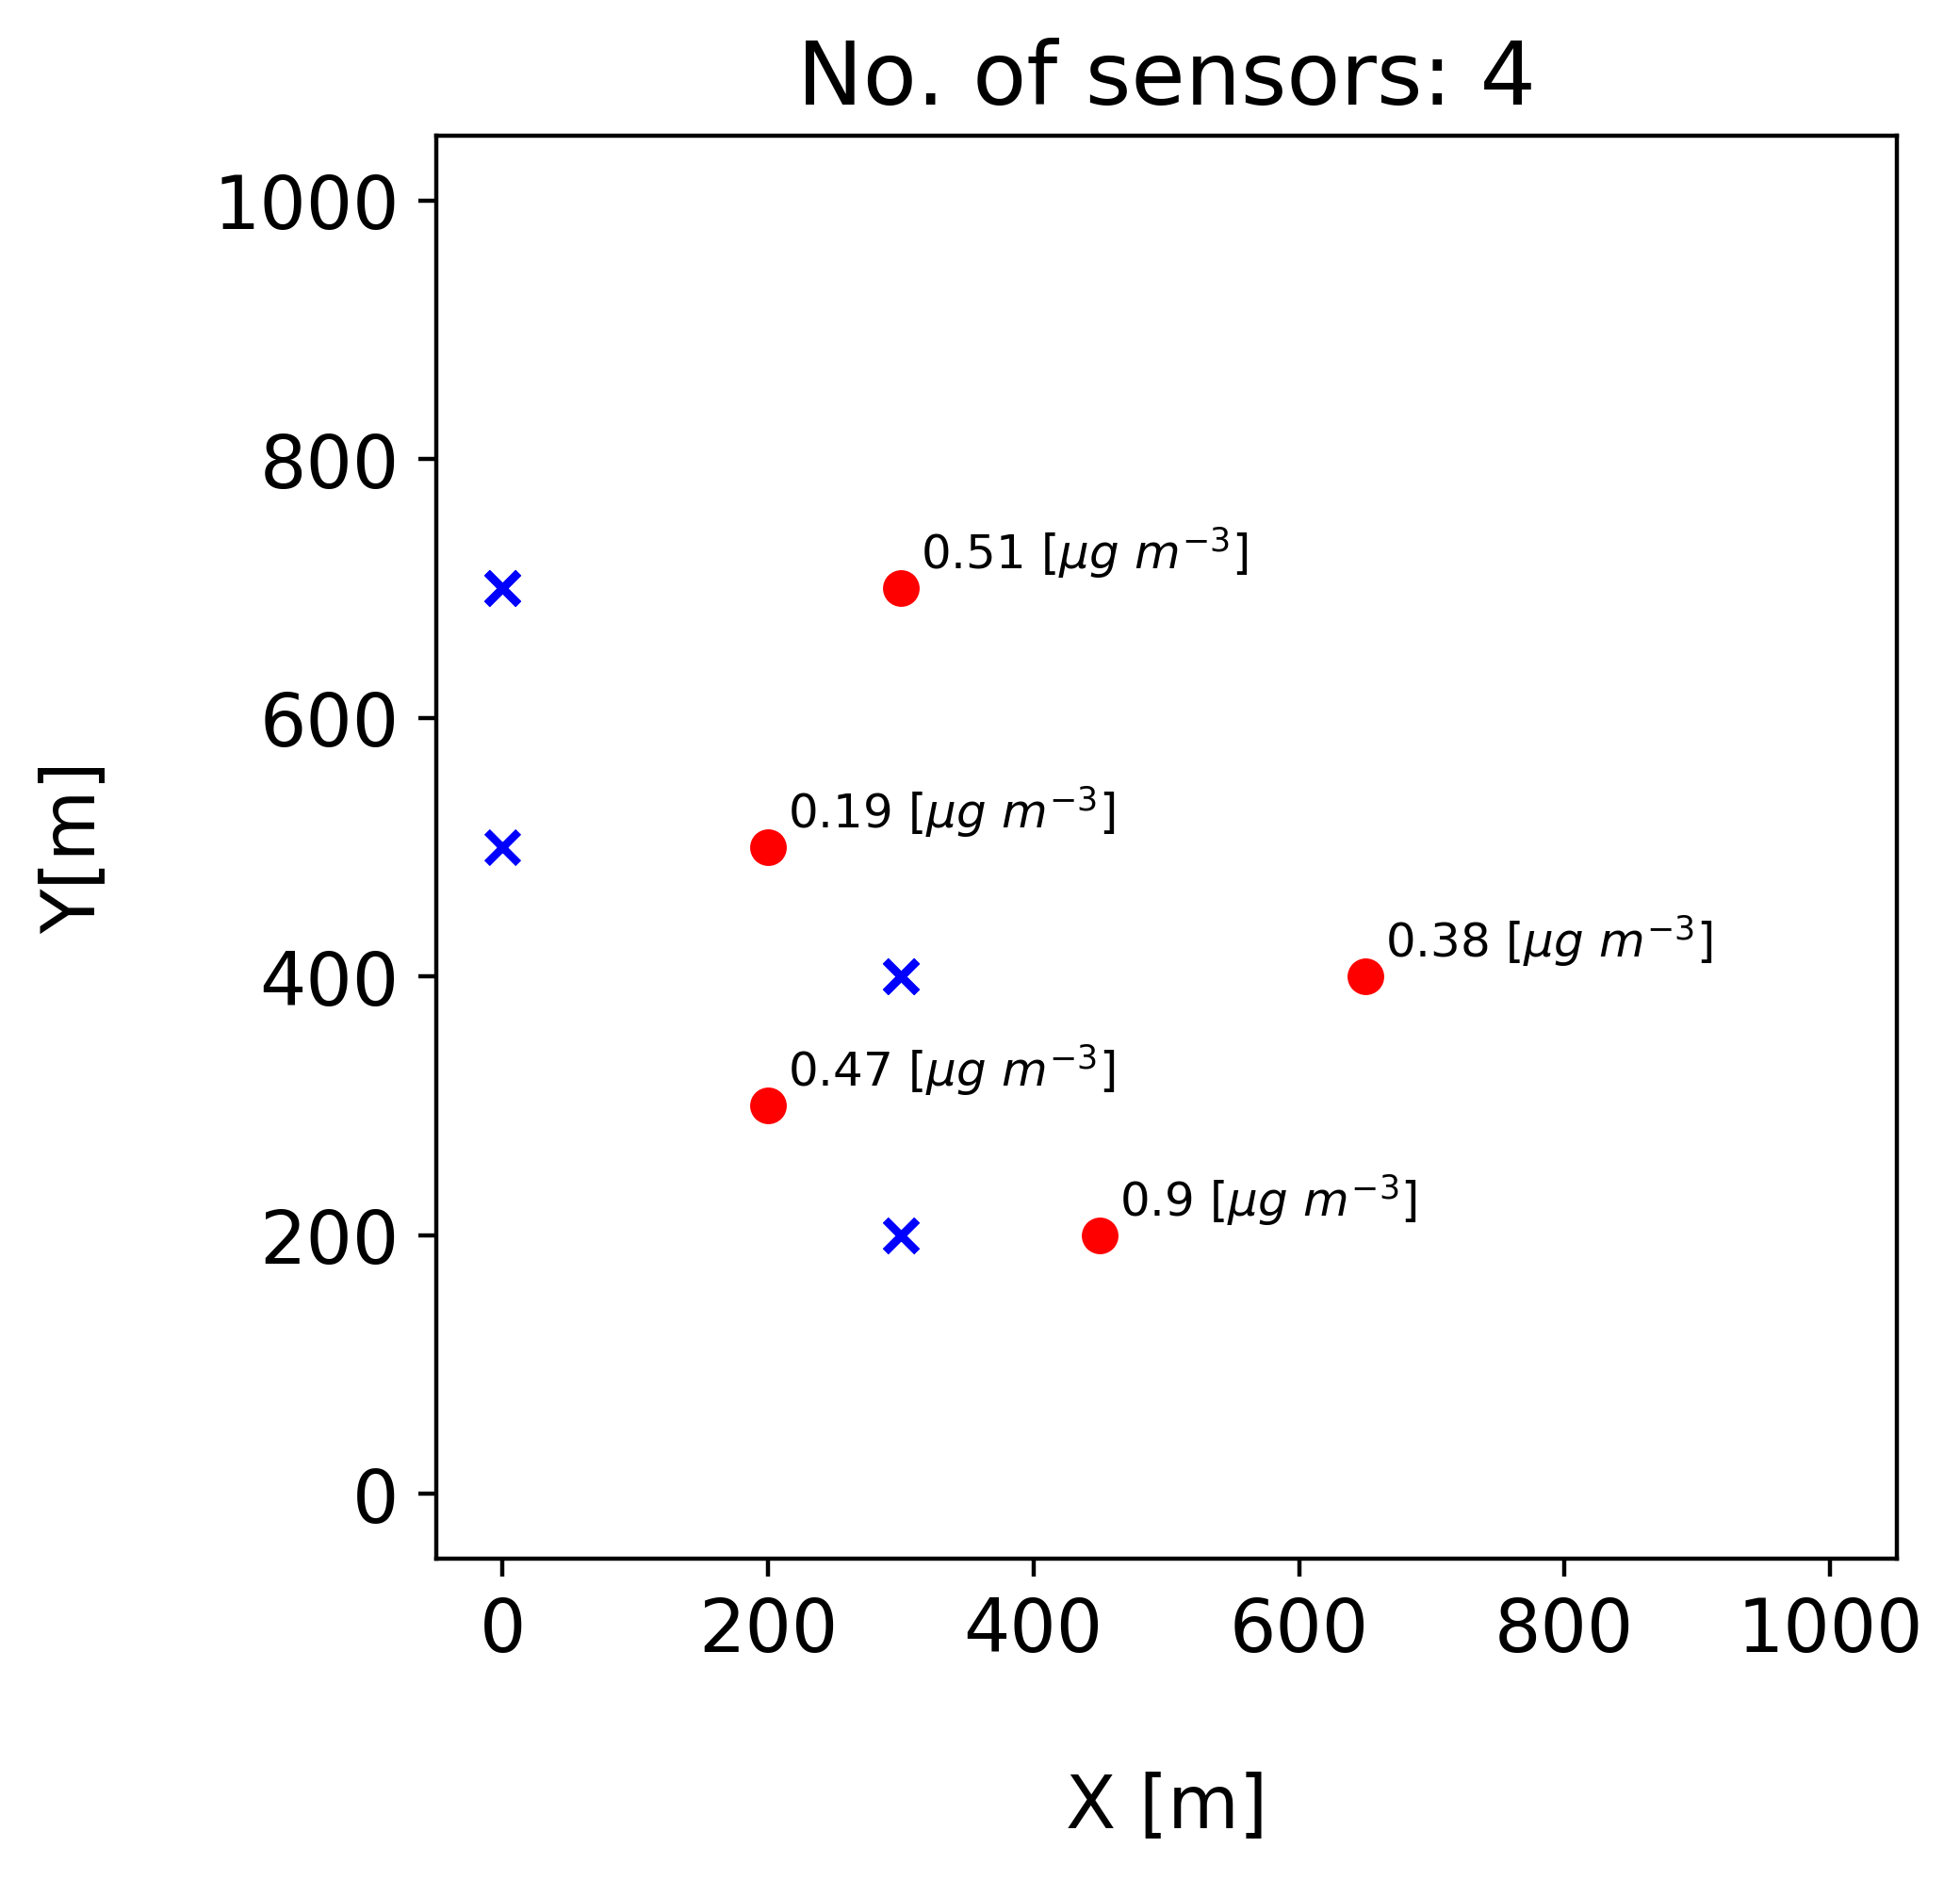 No. of sensors: 4
1000
800
600
400
200
0
Y[m]
0.51 [μg m⁻³]
0.19 [μg m⁻³]
0.38 [μg m⁻³]
0.47 [μg m⁻³]
0.9 [μg m⁻³]
0 200 400 600 800 1000
X [m]